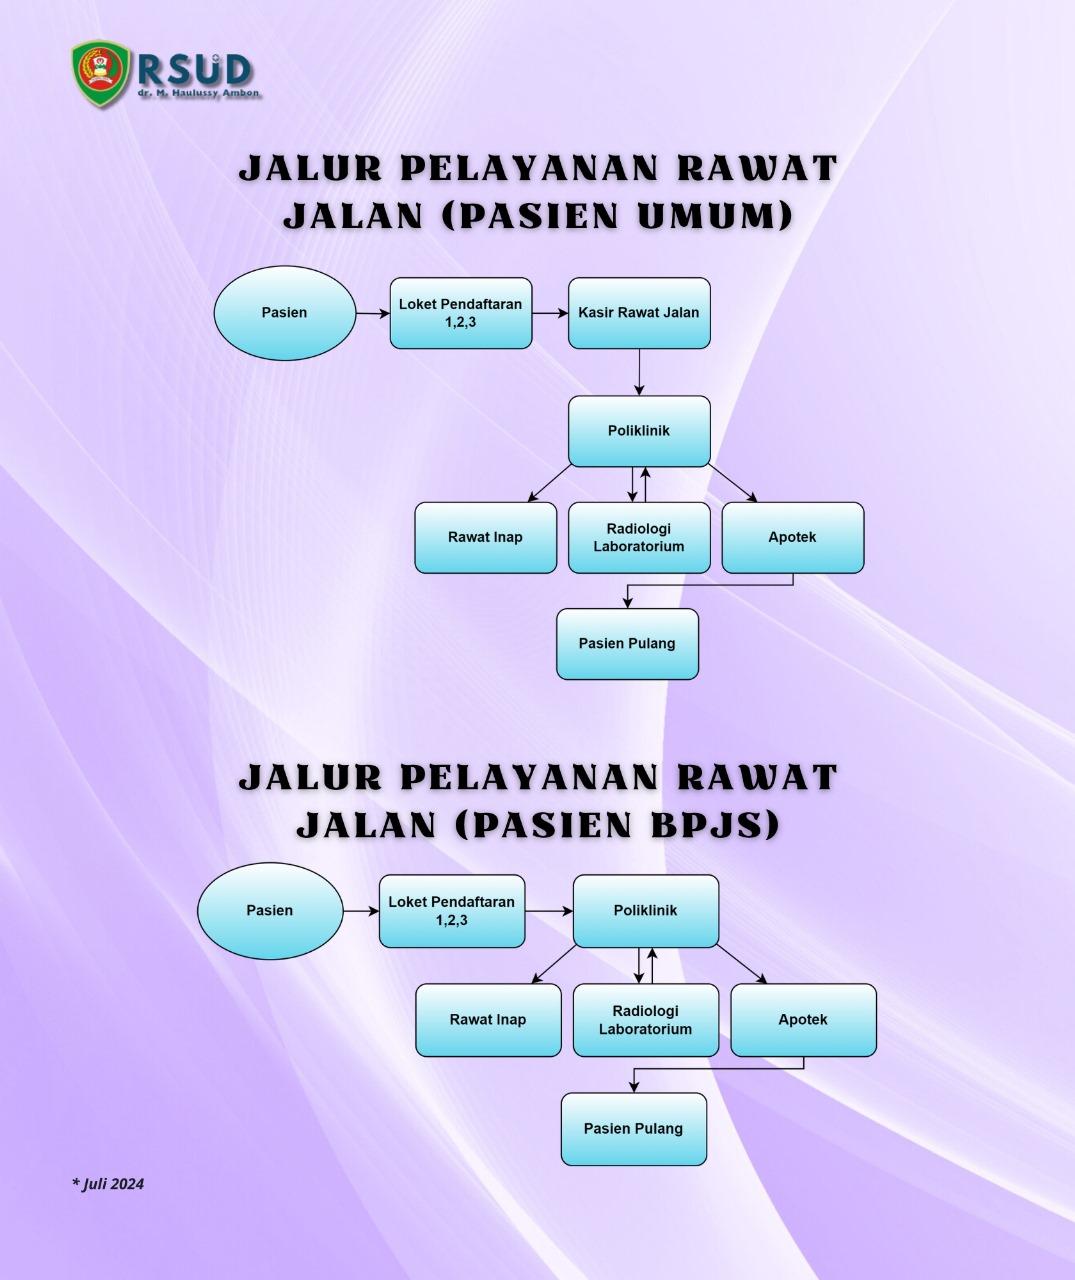 RSUD
dr. M. Haulussy Ambon
JALUR PELAYANAN RAWAT
JALAN (PASIEN UMUM)
Pasien
Loket Pendaftaran
1,2,3
Kasir Rawat Jalan
Poliklinik
Rawat Inap
Radiologi
Laboratorium
Apotek
Pasien Pulang
JALUR PELAYANAN RAWAT
JALAN (PASIEN BPJS)
Pasien
Loket Pendaftaran
1,2,3
Poliklinik
Rawat Inap
Radiologi
Laboratorium
Apotek
Pasien Pulang
* Juli 2024